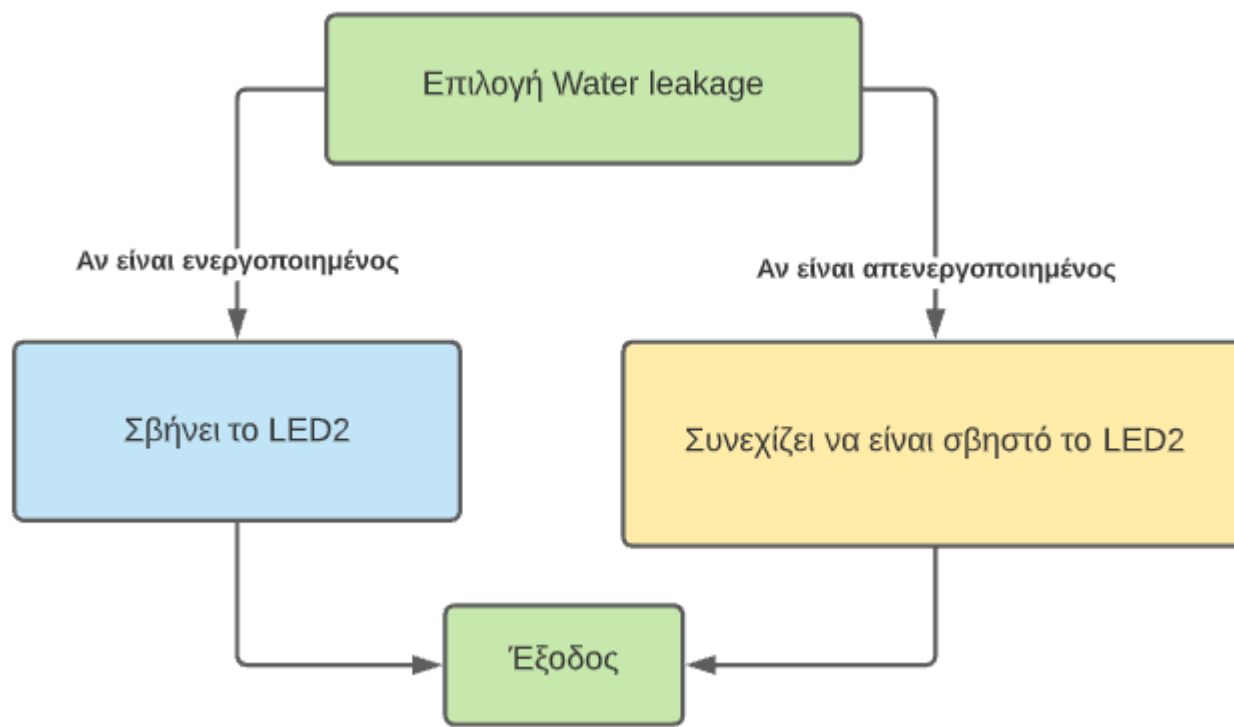 Επιλογή Water leakage
Αν είναι ενεργοποιημένος
Αν είναι απενεργοποιημένος
Σβήνει το LED2
Συνεχίζει να είναι σβηστό το LED2
Έξοδος